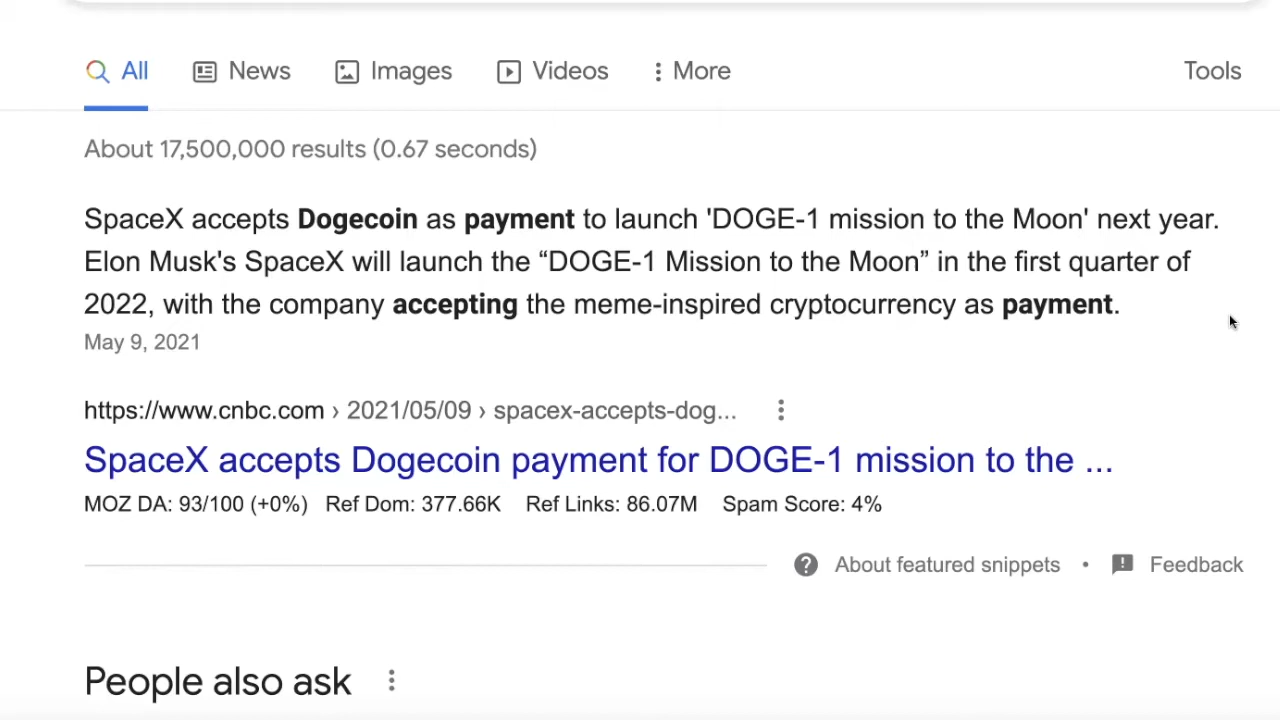 All News Images Videos More Tools
About 17,500,000 results (0.67 seconds)
SpaceX accepts Dogecoin as payment to launch 'DOGE-1 mission to the Moon' next year.
Elon Musk's SpaceX will launch the “DOGE-1 Mission to the Moon” in the first quarter of
2022, with the company accepting the meme-inspired cryptocurrency as payment.
May 9, 2021
https://www.cnbc.com › 2021/05/09 › spacex-accepts-dog...
SpaceX accepts Dogecoin payment for DOGE-1 mission to the ...
MOZ DA: 93/100 (+0%) Ref Dom: 377.66K Ref Links: 86.07M Spam Score: 4%
About featured snippets • Feedback
People also ask